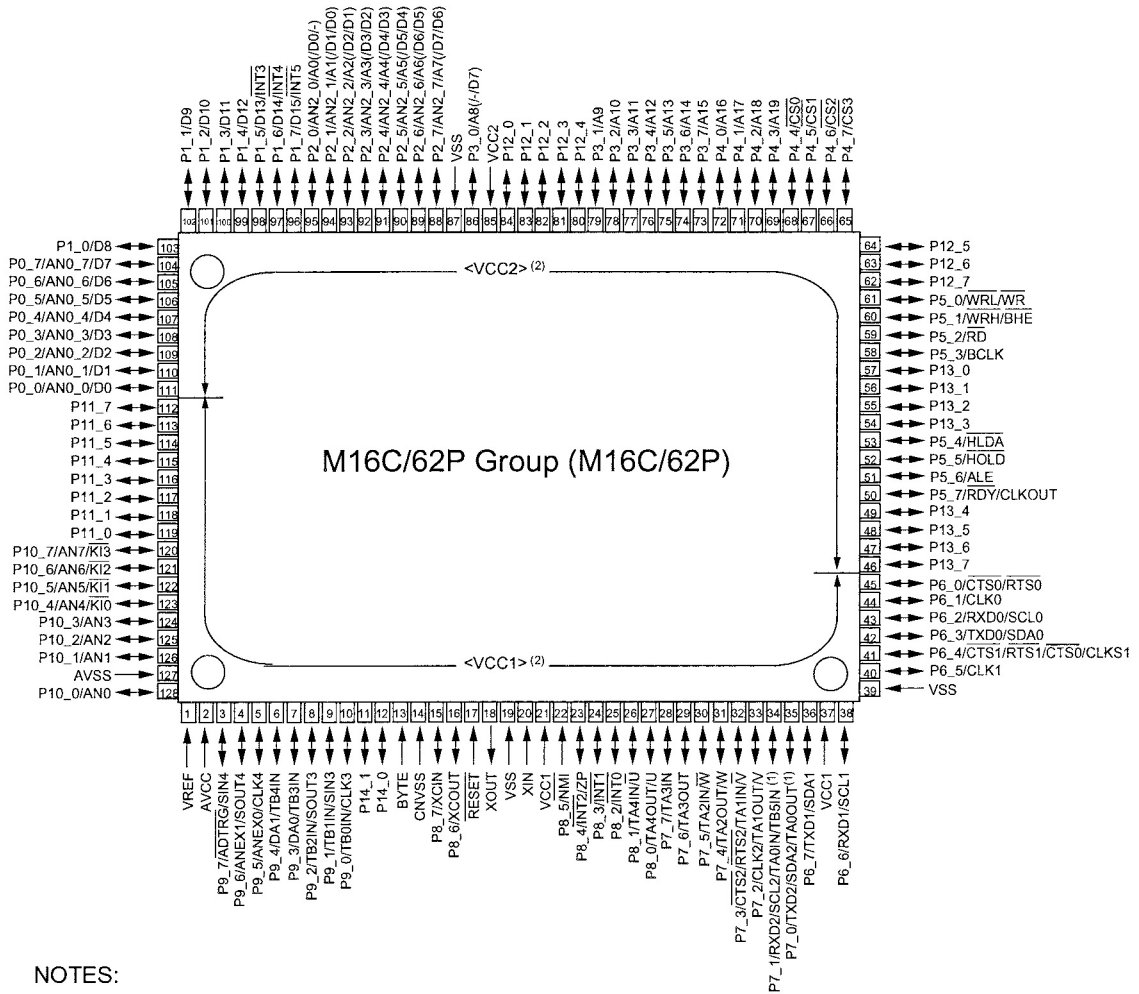 P1_1/D9
P1_2/D10
P1_3/D11
P1_4/D12
P1_5/D13/INT3
P1_6/D14/INT4
P1_7/D15/INT5
P2_0/AN2_0/A0(/D0/-)
P2_1/AN2_1/A1(/D1/D0)
P2_2/AN2_2/A2(/D2/D1)
P2_3/AN2_3/A3(/D3/D2)
P2_4/AN2_4/A4(/D4/D3)
P2_5/AN2_5/A5(/D5/D4)
P2_6/AN2_6/A6(/D6/D5)
P2_7/AN2_7/A7(/D7/D6)
VSS
P3_0/A8(/-/D7)
VCC2
P12_0
P12_1
P12_2
P12_3
P12_4
P3_1/A9
P3_2/A10
P3_3/A11
P3_4/A12
P3_5/A13
P3_6/A14
P3_7/A15
P4_0/A16
P4_1/A17
P4_2/A18
P4_3/A19
P4_4/CS0
P4_5/CS1
P4_6/CS2
P4_7/CS3
102 101 100 99 98 97 96 95 94 93 92 91 90 89 88 87 86 85 84 83 82 81 80 79 78 77 76 75 74 73 72 71 70 69 68 67 66 65
P1_0/D8 103
P0_7/AN0_7/D7 104
P0_6/AN0_6/D6 105
P0_5/AN0_5/D5 106
P0_4/AN0_4/D4 107
P0_3/AN0_3/D3 108
P0_2/AN0_2/D2 109
P0_1/AN0_1/D1 110
P0_0/AN0_0/D0 111
P11_7 112
P11_6 113
P11_5 114
P11_4 115
P11_3 116
P11_2 117
P11_1 118
P11_0 119
P10_7/AN7/KI3 120
P10_6/AN6/KI2 121
P10_5/AN5/KI1 122
P10_4/AN4/KI0 123
P10_3/AN3 124
P10_2/AN2 125
P10_1/AN1 126
AVSS 127
P10_0/AN0 128
<VCC2> (2)
M16C/62P Group (M16C/62P)
<VCC1> (2)
64 P12_5
63 P12_6
62 P12_7
61 P5_0/WRL/WR
60 P5_1/WRH/BHE
59 P5_2/RD
58 P5_3/BCLK
57 P13_0
56 P13_1
55 P13_2
54 P13_3
53 P5_4/HLDA
52 P5_5/HOLD
51 P5_6/ALE
50 P5_7/RDY/CLKOUT
49 P13_4
48 P13_5
47 P13_6
46 P13_7
45 P6_0/CTS0/RTS0
44 P6_1/CLK0
43 P6_2/RXD0/SCL0
42 P6_3/TXD0/SDA0
41 P6_4/CTS1/RTS1/CTS0/CLKS1
40 P6_5/CLK1
39 VSS
1 2 3 4 5 6 7 8 9 10 11 12 13 14 15 16 17 18 19 20 21 22 23 24 25 26 27 28 29 30 31 32 33 34 35 36 37 38
VREF
AVCC
P9_7/ADTRG/SIN4
P9_6/ANEX1/SOUT4
P9_5/ANEX0/CLK4
P9_4/DA1/TB4IN
P9_3/DA0/TB3IN
P9_2/TB2IN/SOUT3
P9_1/TB1IN/SIN3
P9_0/TB0IN/CLK3
P14_1
P14_0
BYTE
CNVSS
P8_7/XCIN
P8_6/XCOUT
RESET
XOUT
VSS
XIN
VCC1
P8_5/NMI
P8_4/INT2/ZP
P8_3/INT1
P8_2/INT0
P8_1/TA4IN/U
P8_0/TA4OUT/U
P7_7/TA3IN
P7_6/TA3OUT
P7_5/TA2IN/W
P7_4/TA2OUT/W
P7_3/CTS2/RTS2/TA1IN/V
P7_2/CLK2/TA1OUT/V
P7_1/RXD2/SCL2/TA0IN/TB5IN (1)
P7_0/TXD2/SDA2/TA0OUT(1)
P6_7/TXD1/SDA1
VCC1
P6_6/RXD1/SCL1
NOTES: